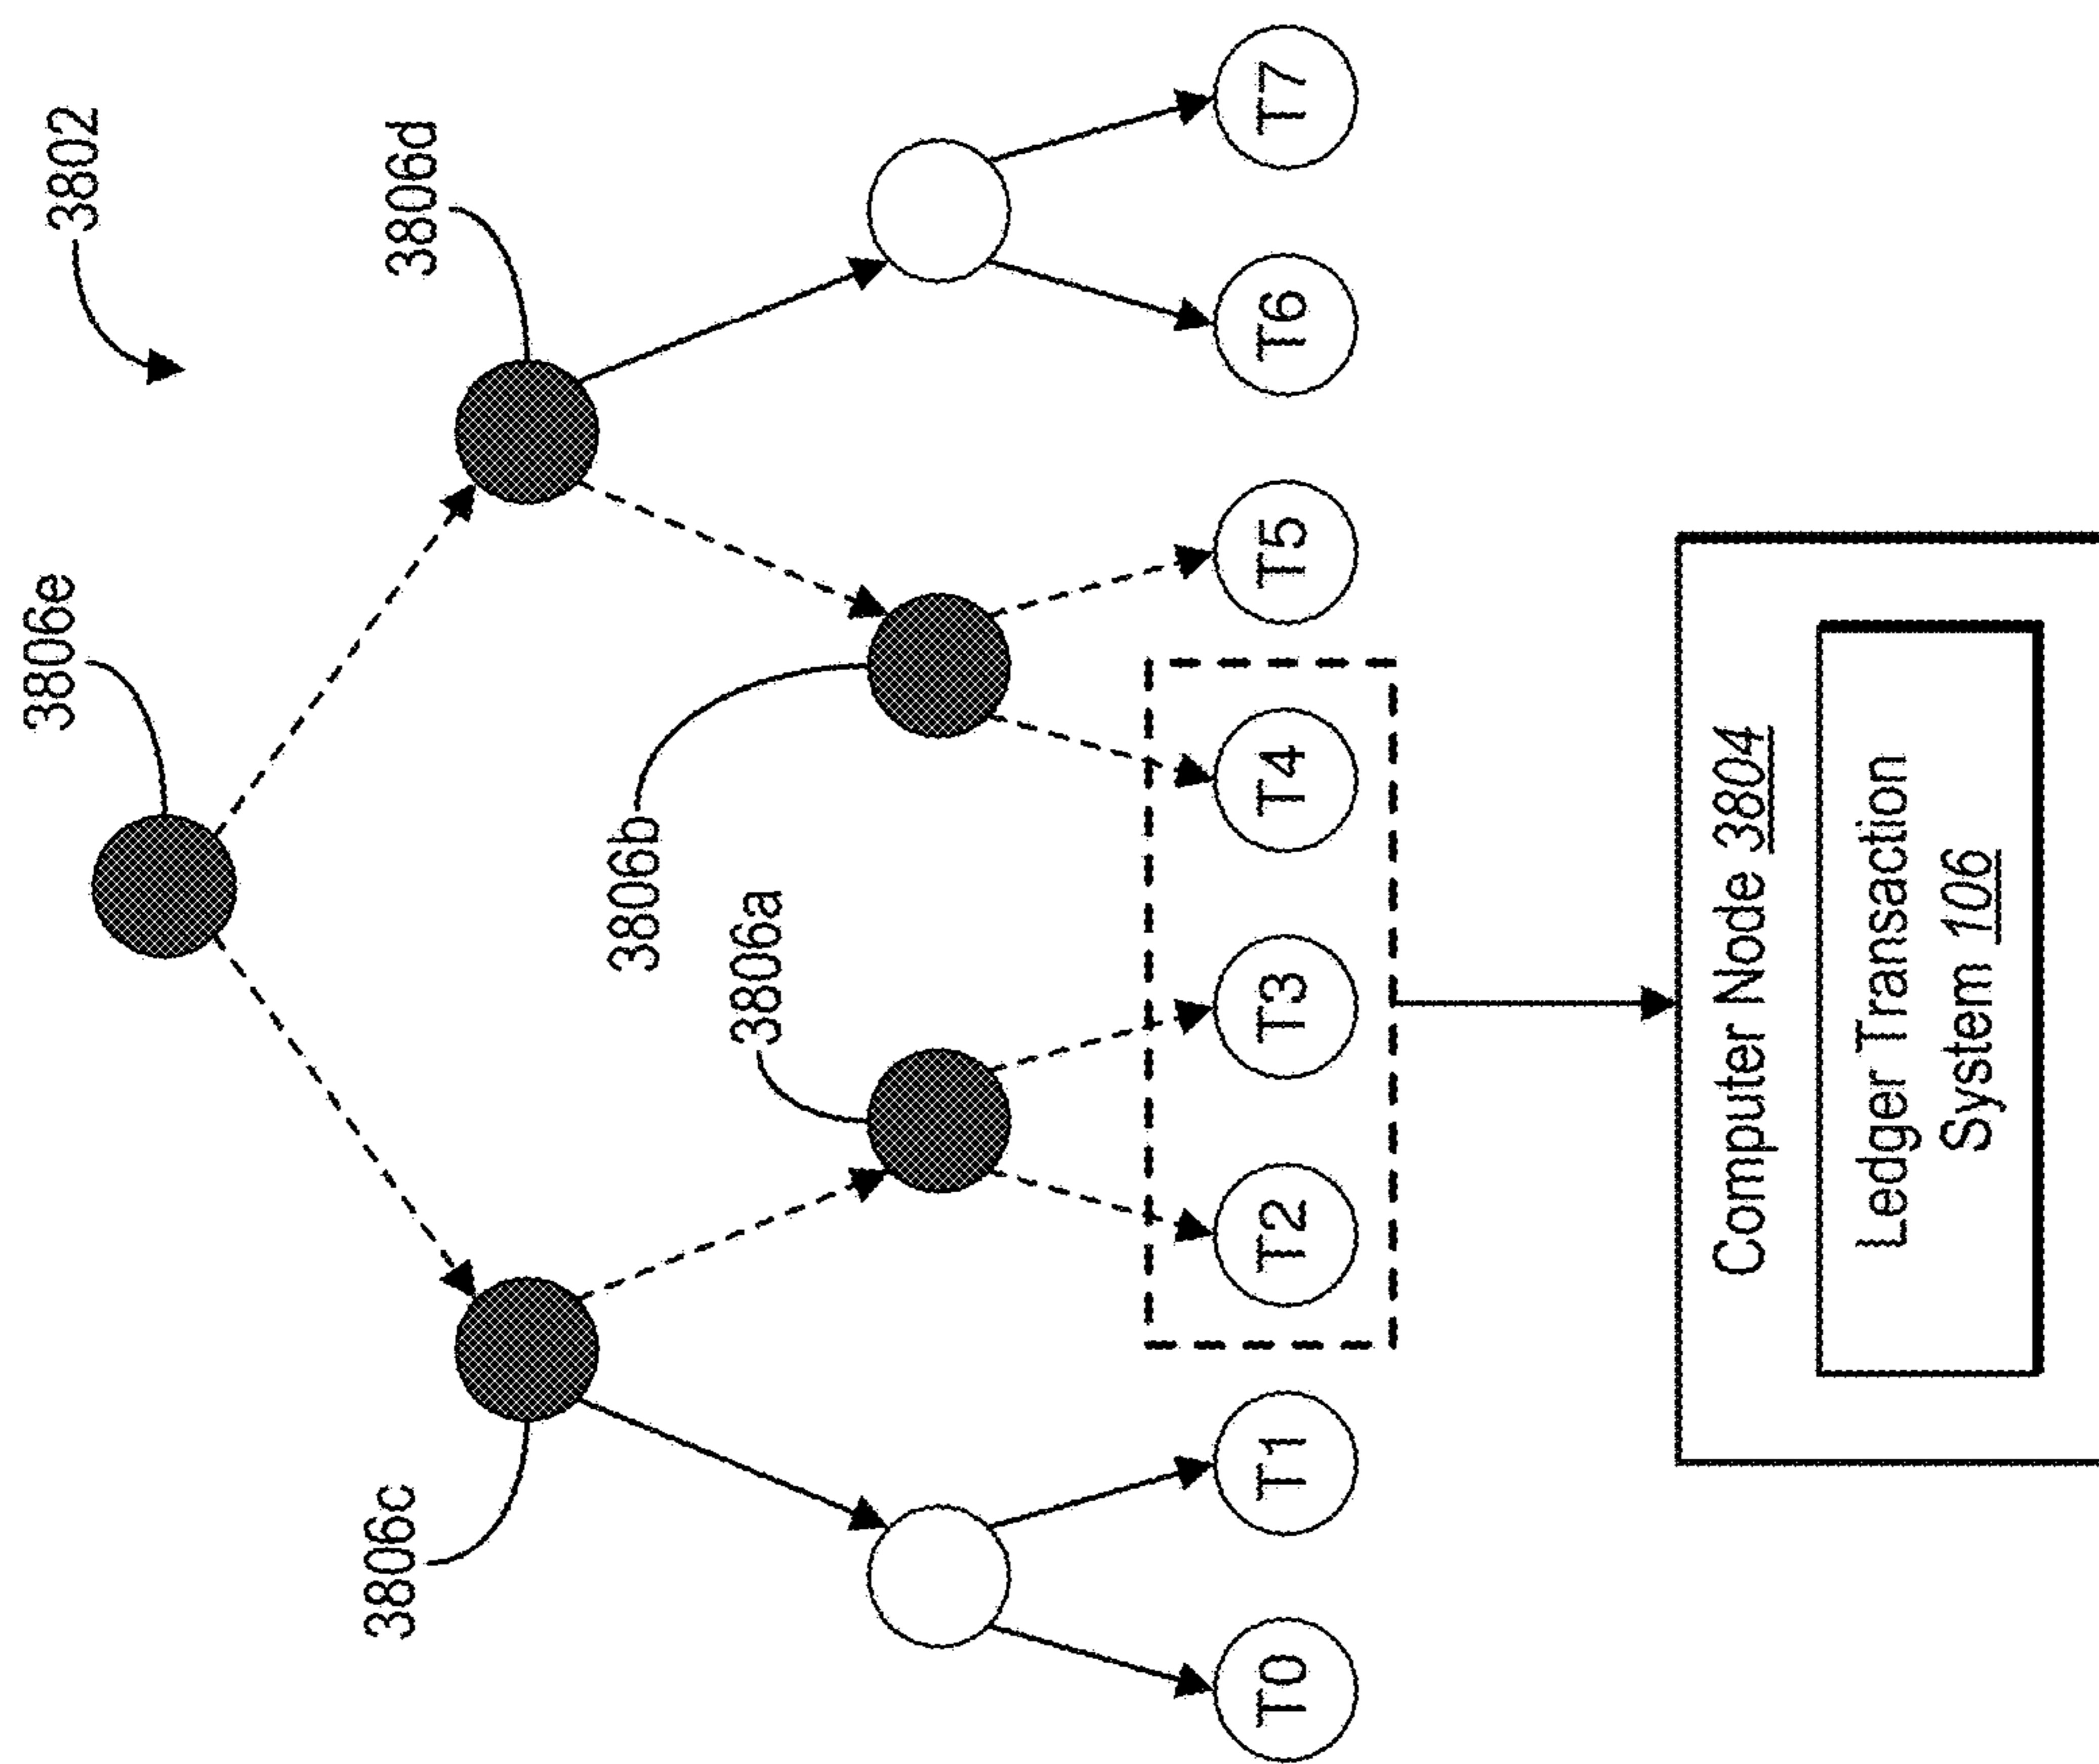 3802
3806e
3806d
3806c
3806b
3806a
T0
T1
T2
T3
T4
T5
T6
T7
Computer Node 3804
Ledger Transaction
System 106